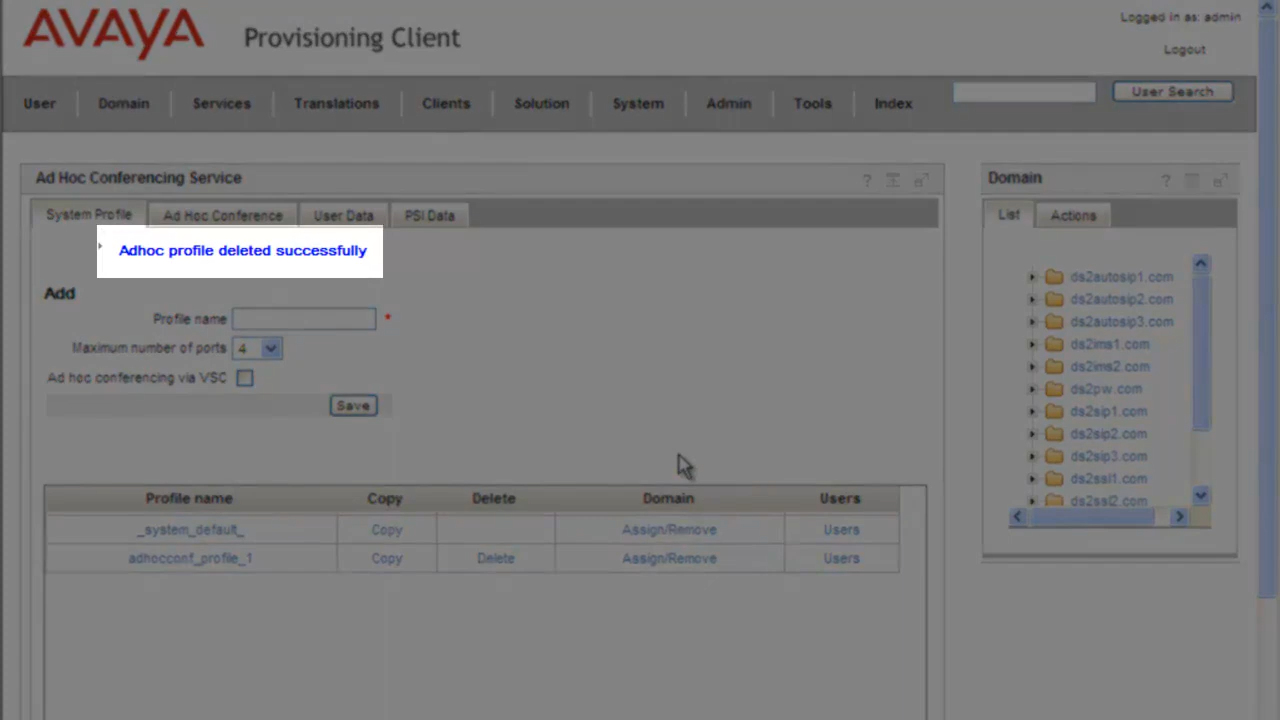 AVAYA
Provisioning Client
Logged in as: admin
Logout
User Domain Services Translations Clients Solution System Admin Tools Index User Search
Ad Hoc Conferencing Service ?
System Profile Ad Hoc Conference User Data PSI Data
Adhoc profile deleted successfully
Add
Profile name *
Maximum number of ports 4
Ad hoc conferencing via VSC
Save
Profile name Copy Delete Domain Users
_system_default_ Copy Assign/Remove Users
adhocconf_profile_1 Copy Delete Assign/Remove Users
Domain ?
List Actions
ds2autosip1.com
ds2autosip2.com
ds2autosip3.com
ds2ims1.com
ds2ims2.com
ds2pw.com
ds2sip1.com
ds2sip2.com
ds2sip3.com
ds2ssl1.com
ds2ssl2.com